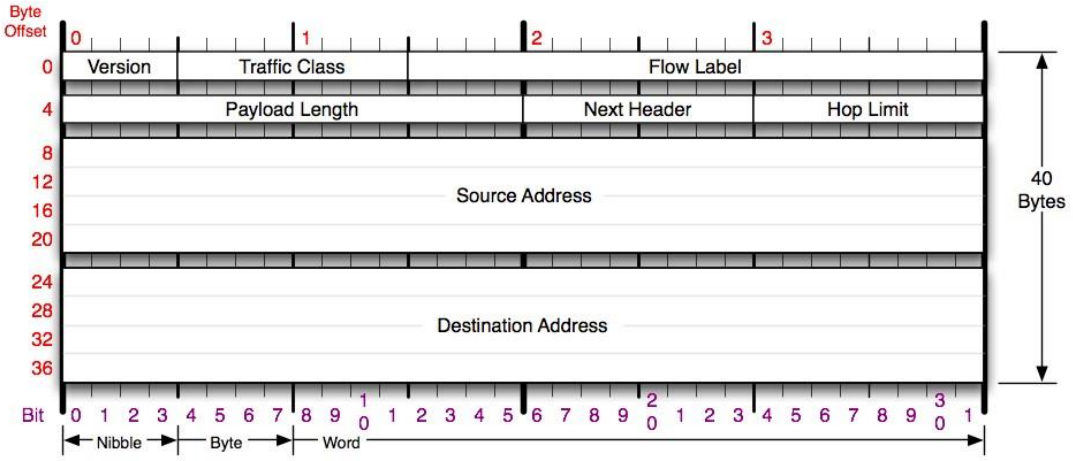 Byte
Offset 0 1 2 3
0 Version Traffic Class Flow Label
4 Payload Length Next Header Hop Limit
8
12
16 Source Address
20
40
Bytes
24
28
32 Destination Address
36
Bit 0 1 2 3 4 5 6 7 8 9 10 1 2 3 4 5 6 7 8 9 20 1 2 3 4 5 6 7 8 9 30 1
Nibble Byte Word